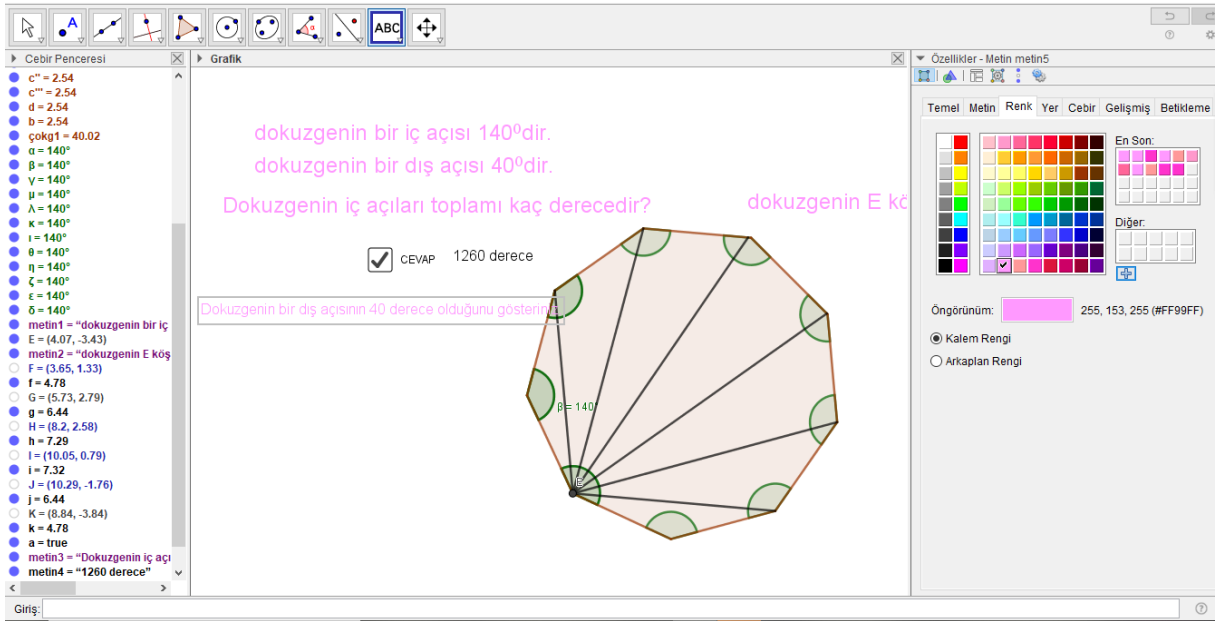 ABC
Cebir Penceresi
Grafik
Özellikler - Metin metin5
c'' = 2.54
c''' = 2.54
d = 2.54
b = 2.54
çokg1 = 40.02
α = 140°
β = 140°
γ = 140°
μ = 140°
Λ = 140°
κ = 140°
ι = 140°
θ = 140°
η = 140°
ζ = 140°
ε = 140°
δ = 140°
metin1 = “dokuzgenin bir iç
E = (4.07, -3.43)
metin2 = “dokuzgenin E köş
F = (3.65, 1.33)
f = 4.78
G = (5.73, 2.79)
g = 6.44
H = (8.2, 2.58)
h = 7.29
I = (10.05, 0.79)
i = 7.32
J = (10.29, -1.76)
j = 6.44
K = (8.84, -3.84)
k = 4.78
a = true
metin3 = “Dokuzgenin iç açı
metin4 = “1260 derece”
dokuzgenin bir iç açısı 140⁰dir.
dokuzgenin bir dış açısı 40⁰dir.
Dokuzgenin iç açıları toplamı kaç derecedir?
dokuzgenin E kö
CEVAP
1260 derece
Dokuzgenin bir dış açısının 40 derece olduğunu gösterin
β = 140°
E
Temel Metin Renk Yer Cebir Gelişmiş Betikleme
En Son:
Diğer:
Öngörünüm:
255, 153, 255 (#FF99FF)
Kalem Rengi
Arkaplan Rengi
Giriş: